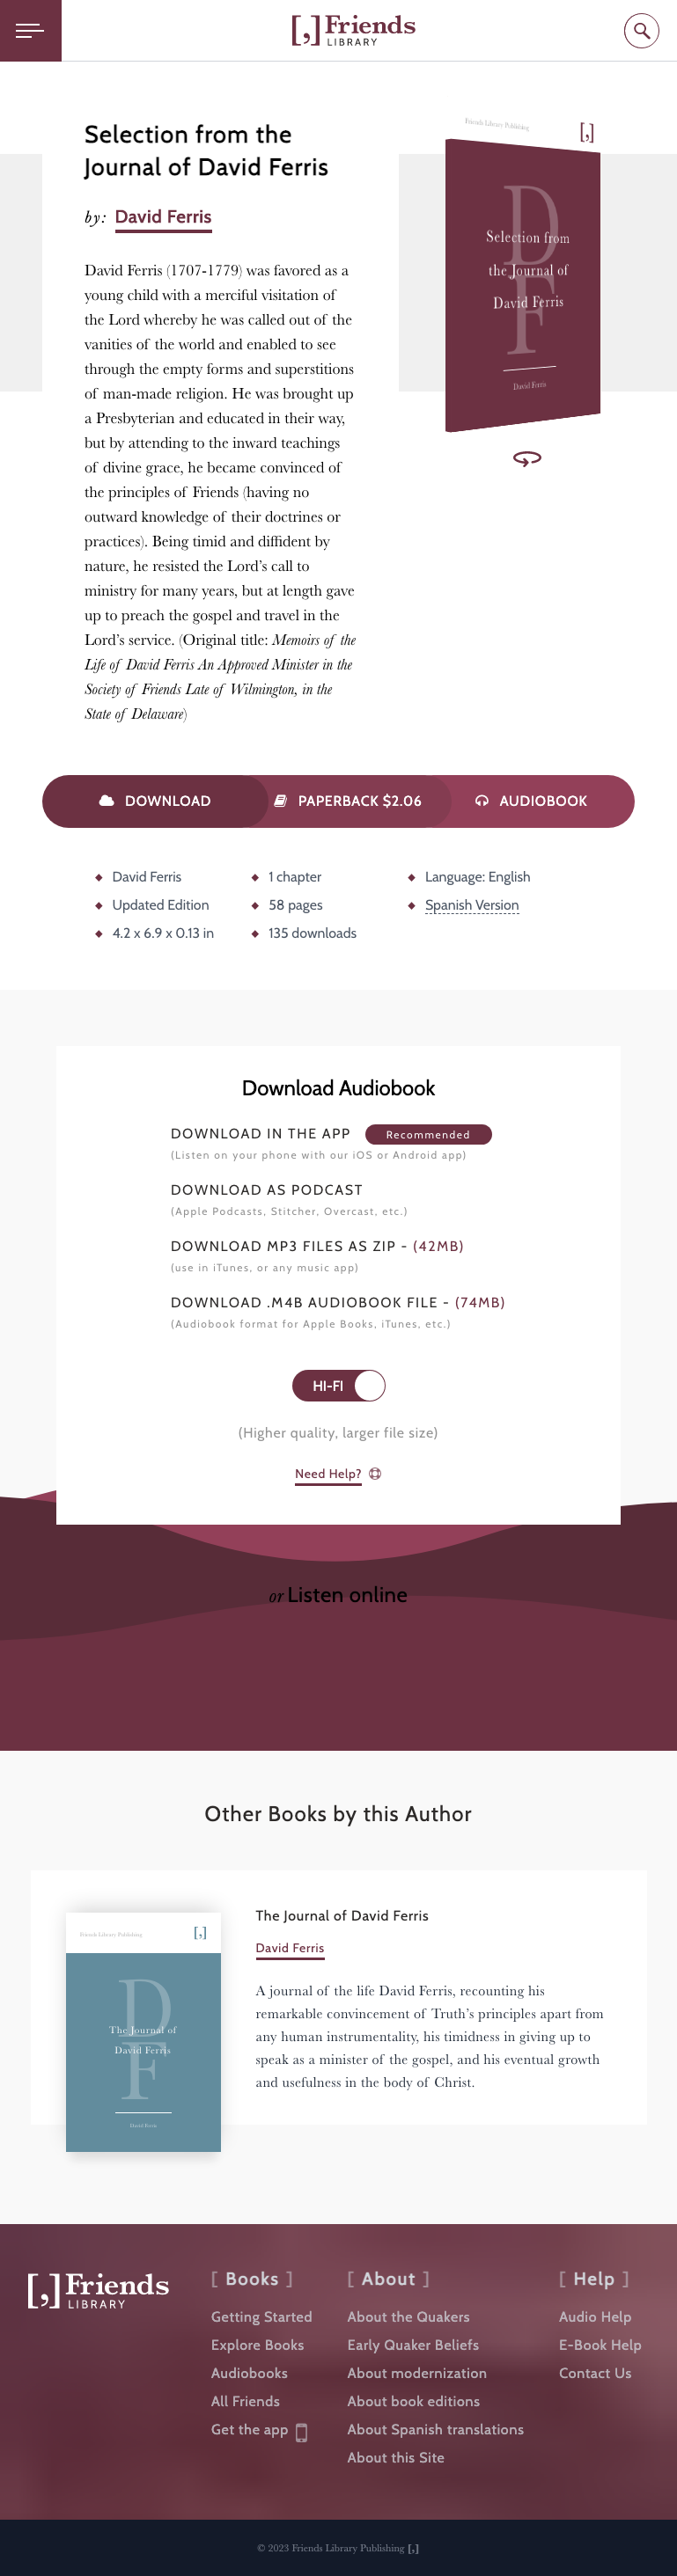 [,] Friends
LIBRARY
Selection from the
Journal of David Ferris
by: David Ferris
David Ferris (1707-1779) was favored as a
young child with a merciful visitation of
the Lord whereby he was called out of the
vanities of the world and enabled to see
through the empty forms and superstitions
of man-made religion. He was brought up
a Presbyterian and educated in their way,
but by attending to the inward teachings
of divine grace, he became convinced of
the principles of Friends (having no
outward knowledge of their doctrines or
practices). Being timid and diffident by
nature, he resisted the Lord’s call to
ministry for many years, but at length gave
up to preach the gospel and travel in the
Lord’s service. (Original title: Memoirs of the
Life of David Ferris An Approved Minister in the
Society of Friends Late of Wilmington, in the
State of Delaware)
Friends Library Publishing [,]
D
F
Selection from
the Journal of
David Ferris
David Ferris
DOWNLOAD
PAPERBACK $2.06
AUDIOBOOK
David Ferris
Updated Edition
4.2 x 6.9 x 0.13 in
1 chapter
58 pages
135 downloads
Language: English
Spanish Version
Download Audiobook
DOWNLOAD IN THE APP Recommended
(Listen on your phone with our iOS or Android app)
DOWNLOAD AS PODCAST
(Apple Podcasts, Stitcher, Overcast, etc.)
DOWNLOAD MP3 FILES AS ZIP - (42MB)
(use in iTunes, or any music app)
DOWNLOAD .M4B AUDIOBOOK FILE - (74MB)
(Audiobook format for Apple Books, iTunes, etc.)
HI-FI
(Higher quality, larger file size)
Need Help?
or Listen online
Other Books by this Author
Friends Library Publishing [,]
D
F
The Journal of
David Ferris
David Ferris
The Journal of David Ferris
David Ferris
A journal of the life David Ferris, recounting his
remarkable convincement of Truth’s principles apart from
any human instrumentality, his timidness in giving up to
speak as a minister of the gospel, and his eventual growth
and usefulness in the body of Christ.
[,] Friends
LIBRARY
[ Books ]
Getting Started
Explore Books
Audiobooks
All Friends
Get the app
[ About ]
About the Quakers
Early Quaker Beliefs
About modernization
About book editions
About Spanish translations
About this Site
[ Help ]
Audio Help
E-Book Help
Contact Us
© 2023 Friends Library Publishing [,]